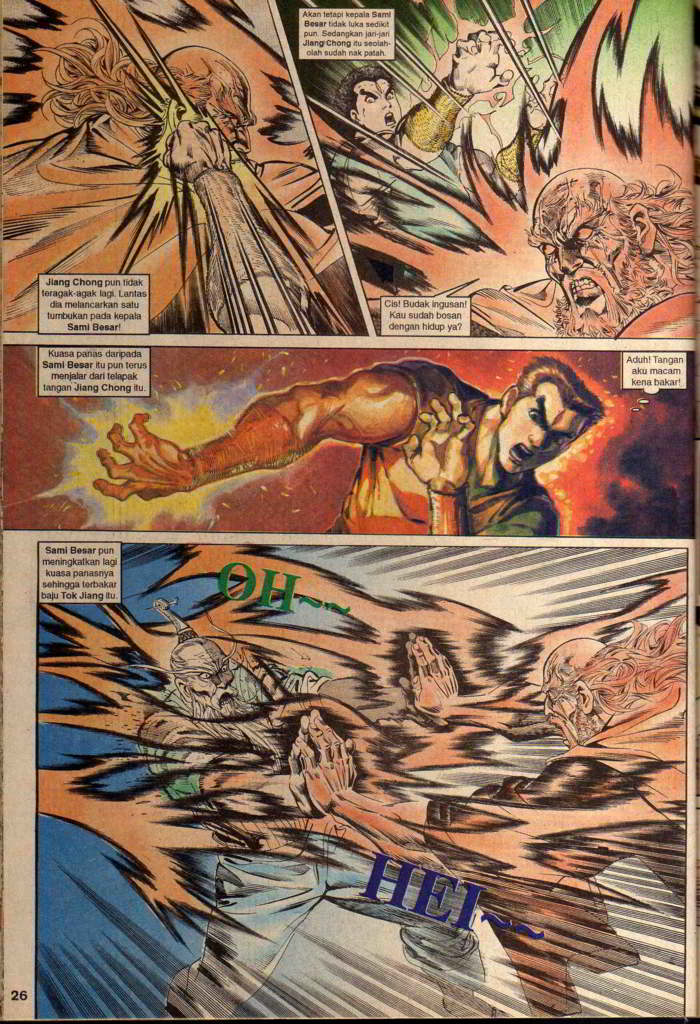 Jiang Chong pun tidak
teragak-agak lagi. Lantas
dia melancarkan satu
tumbukan pada kepala
Sami Besar!
Akan tetapi kepala Sami
Besar tidak luka sedikit
pun. Sedangkan jari-jari
Jiang Chong itu seolah-
olah sudah nak patah.
Cis! Budak ingusan!
Kau sudah bosan
dengan hidup ya?
Kuasa panas daripada
Sami Besar itu pun terus
menjalar dari telapak
tangan Jiang Chong itu.
Aduh! Tangan
aku macam
kena bakar!
Sami Besar pun
meningkatkan lagi
kuasa panasnya
sehingga terbakar
baju Tok Jiang itu.
OH~~
HEI~~
26